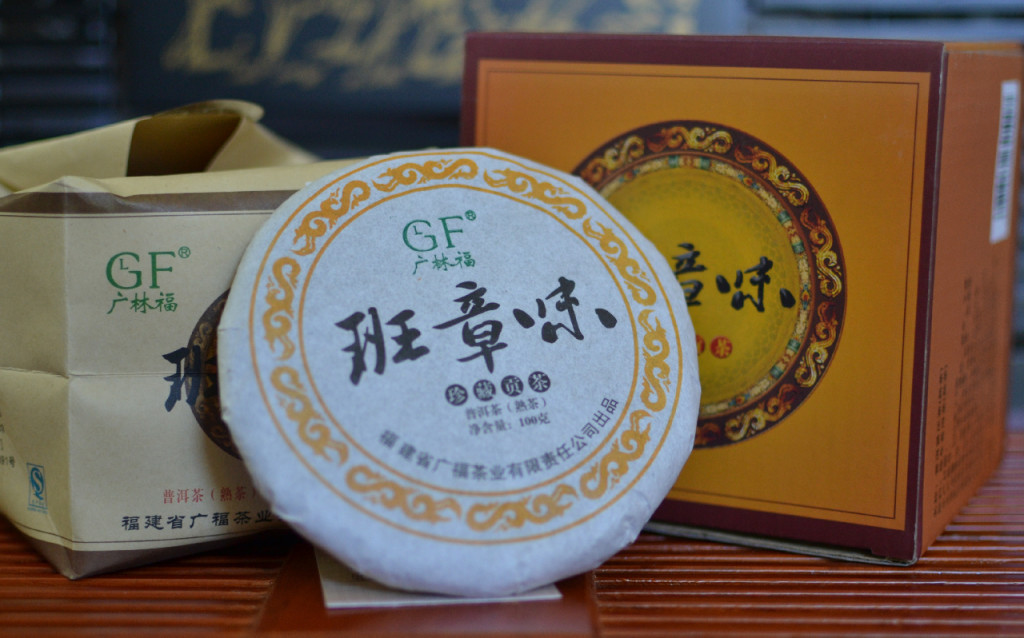 GF®
广林福
班
普洱茶（熟茶）
福建省广福茶业
GF®
广林福
班章味
珍藏贡茶
普洱茶（熟茶）
净含量：100克
福建省广福茶业有限责任公司出品
章味
茶